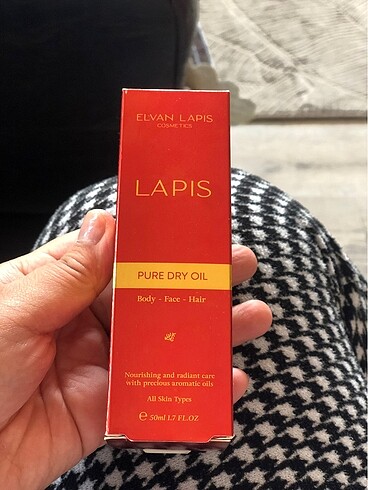 ELVAN LAPIS
COSMETICS
LAPIS
PURE DRY OIL
Body - Face - Hair
Nourishing and radiant care
with precious aromatic oils
All Skin Types
℮ 50ml 1.7 FL.OZ